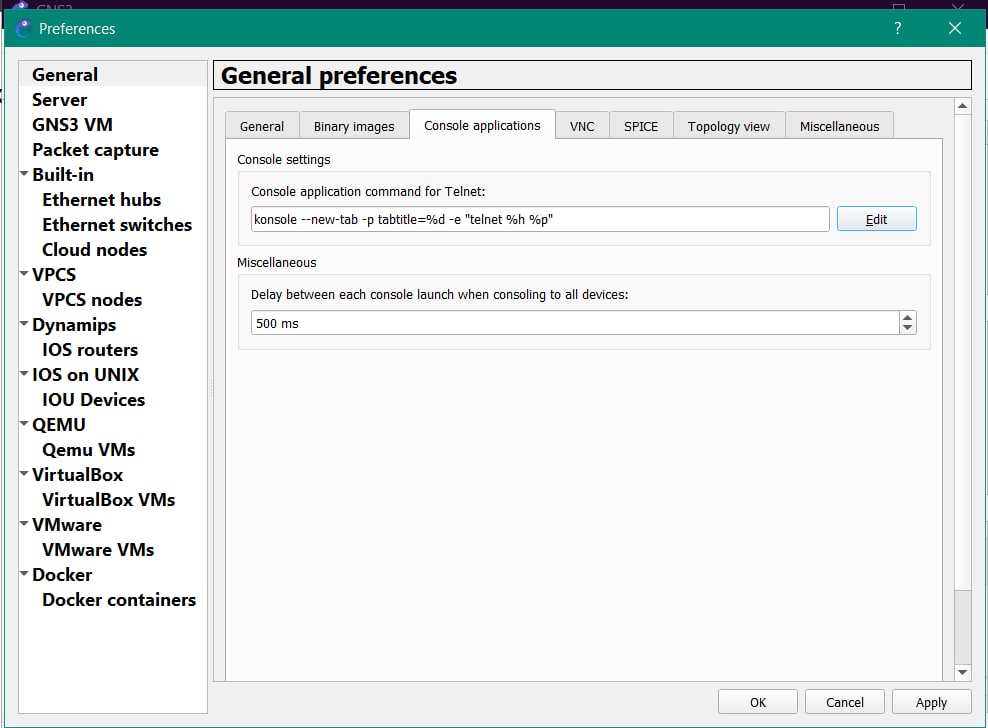 GNS3
Preferences
?
General
Server
GNS3 VM
Packet capture
Built-in
Ethernet hubs
Ethernet switches
Cloud nodes
VPCS
VPCS nodes
Dynamips
IOS routers
IOS on UNIX
IOU Devices
QEMU
Qemu VMs
VirtualBox
VirtualBox VMs
VMware
VMware VMs
Docker
Docker containers
General preferences
General Binary images Console applications VNC SPICE Topology view Miscellaneous
Console settings
Console application command for Telnet:
konsole --new-tab -p tabtitle=%d -e "telnet %h %p" Edit
Miscellaneous
Delay between each console launch when consoling to all devices:
500 ms
OK Cancel Apply